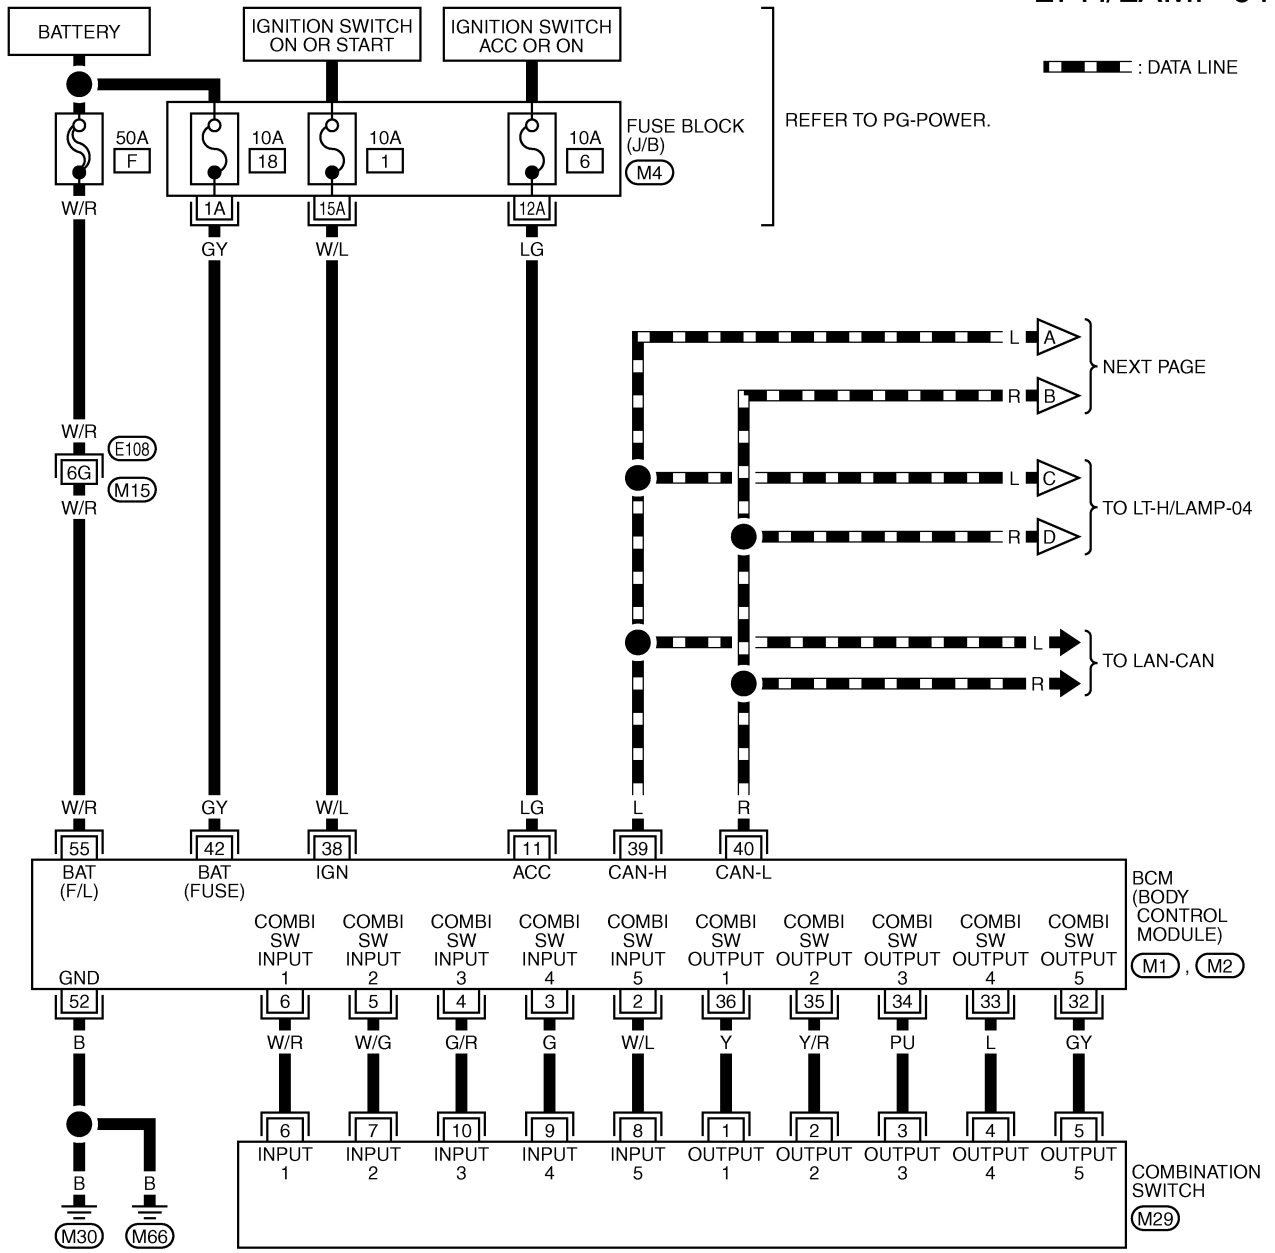 BATTERY
IGNITION SWITCH
ON OR START
IGNITION SWITCH
ACC OR ON
: DATA LINE
REFER TO PG-POWER.
50A
F
10A
18
10A
1
10A
6
FUSE BLOCK
(J/B)
M4
1A
15A
12A
W/R
GY
W/L
LG
L
A
R
B
NEXT PAGE
W/R
E108
6G
M15
W/R
L
C
R
D
TO LT-H/LAMP-04
L
R
TO LAN-CAN
W/R
GY
W/L
LG
L
R
55
42
38
11
39
40
BAT
(F/L)
BAT
(FUSE)
IGN
ACC
CAN-H
CAN-L
BCM
(BODY
CONTROL
MODULE)
M1 , M2
COMBI
SW
INPUT
1
COMBI
SW
INPUT
2
COMBI
SW
INPUT
3
COMBI
SW
INPUT
4
COMBI
SW
INPUT
5
COMBI
SW
OUTPUT
1
COMBI
SW
OUTPUT
2
COMBI
SW
OUTPUT
3
COMBI
SW
OUTPUT
4
COMBI
SW
OUTPUT
5
GND
52
6
5
4
3
2
36
35
34
33
32
B
W/R
W/G
G/R
G
W/L
Y
Y/R
PU
L
GY
6
7
10
9
8
1
2
3
4
5
INPUT
1
INPUT
2
INPUT
3
INPUT
4
INPUT
5
OUTPUT
1
OUTPUT
2
OUTPUT
3
OUTPUT
4
OUTPUT
5
COMBINATION
SWITCH
M29
B
B
M30
M66